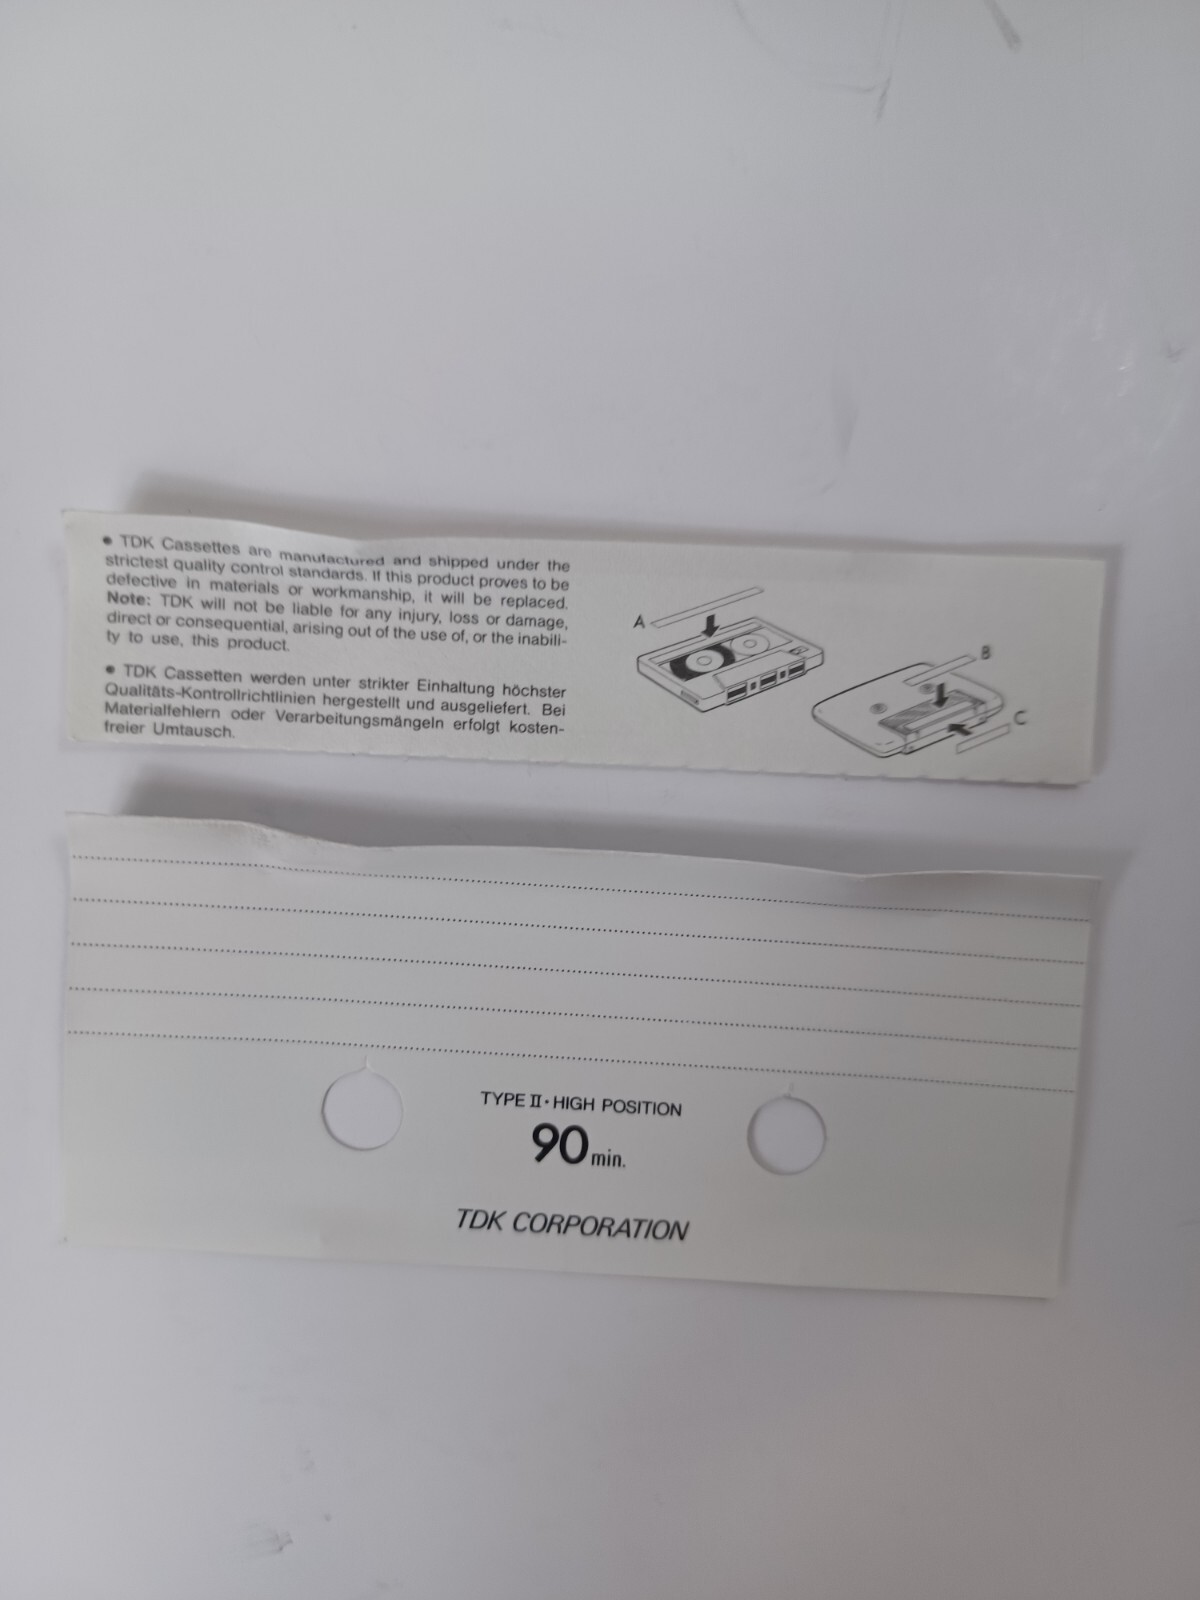 • TDK Cassettes are manufactured and shipped under the
strictest quality control standards. If this product proves to be
defective in materials or workmanship, it will be replaced.
Note: TDK will not be liable for any injury, loss or damage,
direct or consequential, arising out of the use of, or the inabili-
ty to use, this product.
• TDK Cassetten werden unter strikter Einhaltung höchster
Qualitäts-Kontrollrichtlinien hergestellt und ausgeliefert. Bei
Materialfehlern oder Verarbeitungsmängeln erfolgt kosten-
freier Umtausch.
A
B
C
TYPE II • HIGH POSITION
90 min.
TDK CORPORATION